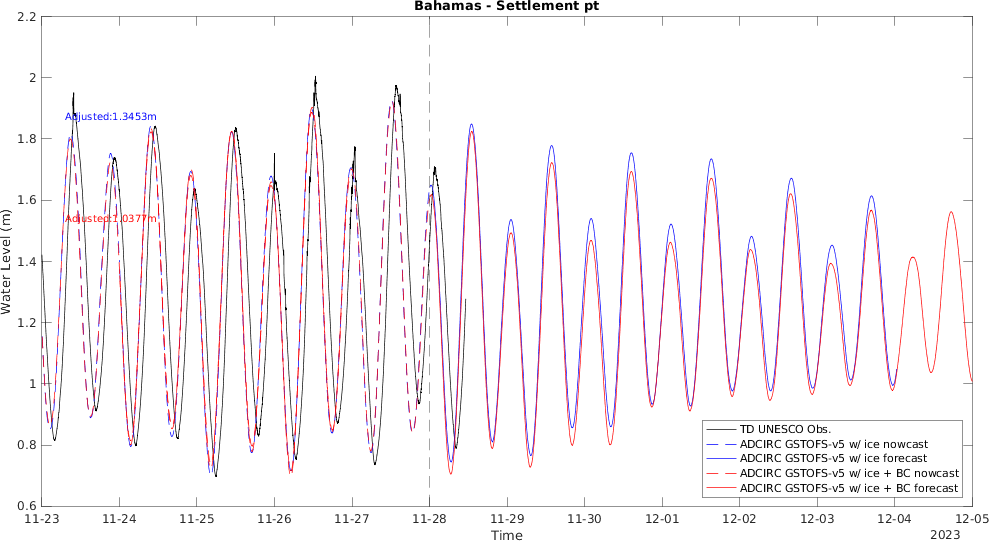 Bahamas - Settlement pt
2.2
2
1.8
1.6
1.4
1.2
1
0.8
0.6
Water Level (m)
Adjusted:1.3453m
Adjusted:1.0377m
TD UNESCO Obs.
ADCIRC GSTOFS-v5 w/ ice nowcast
ADCIRC GSTOFS-v5 w/ ice forecast
ADCIRC GSTOFS-v5 w/ ice + BC nowcast
ADCIRC GSTOFS-v5 w/ ice + BC forecast
11-23 11-24 11-25 11-26 11-27 11-28 11-29 11-30 12-01 12-02 12-03 12-04 12-05
Time
2023